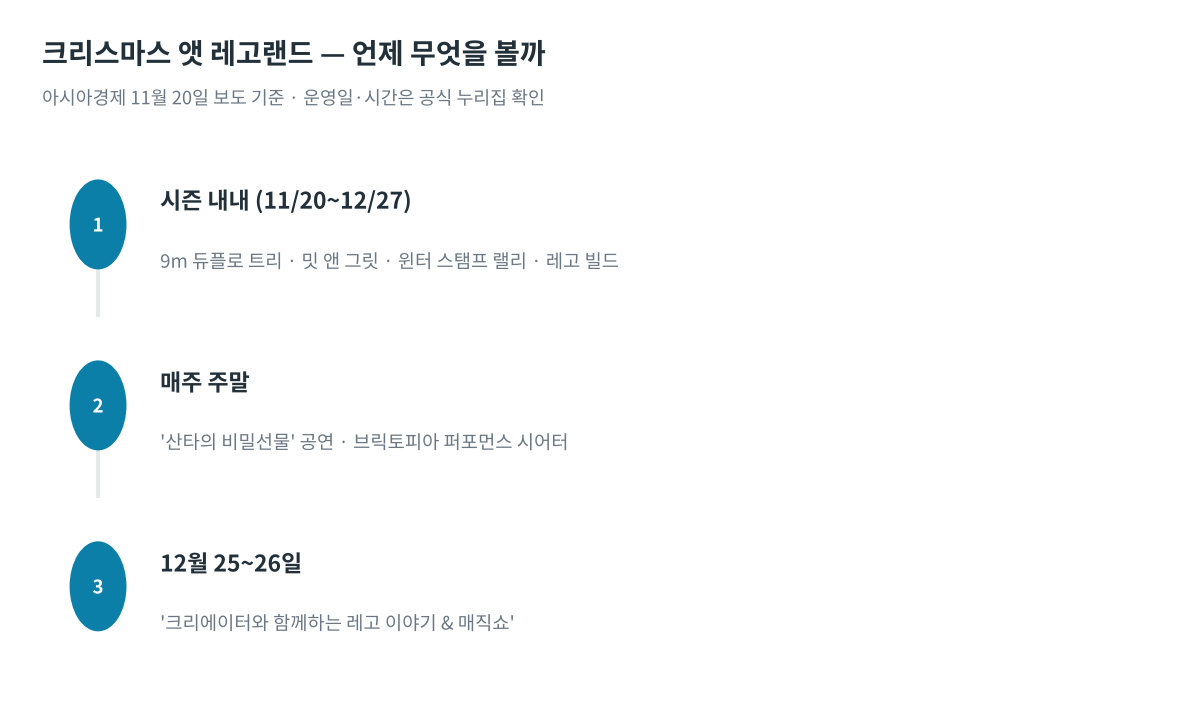 크리스마스 앳 레고랜드 — 언제 무엇을 볼까
아시아경제 11월 20일 보도 기준 · 운영일·시간은 공식 누리집 확인
1
시즌 내내 (11/20~12/27)
9m 듀플로 트리 · 밋 앤 그릿 · 윈터 스탬프 랠리 · 레고 빌드
2
매주 주말
'산타의 비밀선물' 공연 · 브릭토피아 퍼포먼스 시어터
3
12월 25~26일
'크리에이터와 함께하는 레고 이야기 & 매직쇼'